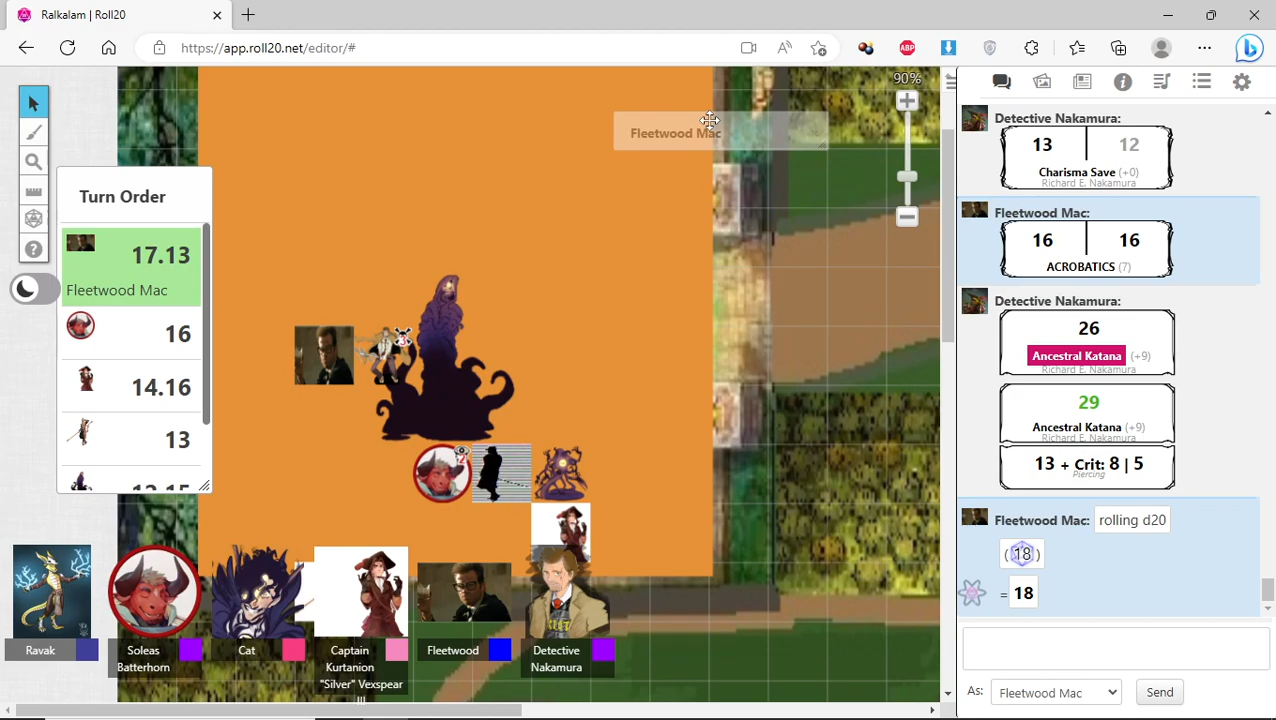 Ralkalam | Roll20
https://app.roll20.net/editor/#
ABP
90%
Fleetwood Mac
Turn Order
17.13
Fleetwood Mac
16
14.16
13
Ravak
Soleas
Batterhorn
Cat
Captain
Kurtanion
"Silver" Vexspear
III
Fleetwood
Detective
Nakamura
Detective Nakamura:
13
12
Charisma Save (+0)
Richard E. Nakamura
Fleetwood Mac:
16
16
ACROBATICS (7)
Detective Nakamura:
26
Ancestral Katana (+9)
Richard E. Nakamura
29
Ancestral Katana (+9)
Richard E. Nakamura
13 + Crit: 8 | 5
Piercing
Fleetwood Mac: rolling d20
(18)
= 18
As: Fleetwood Mac
Send